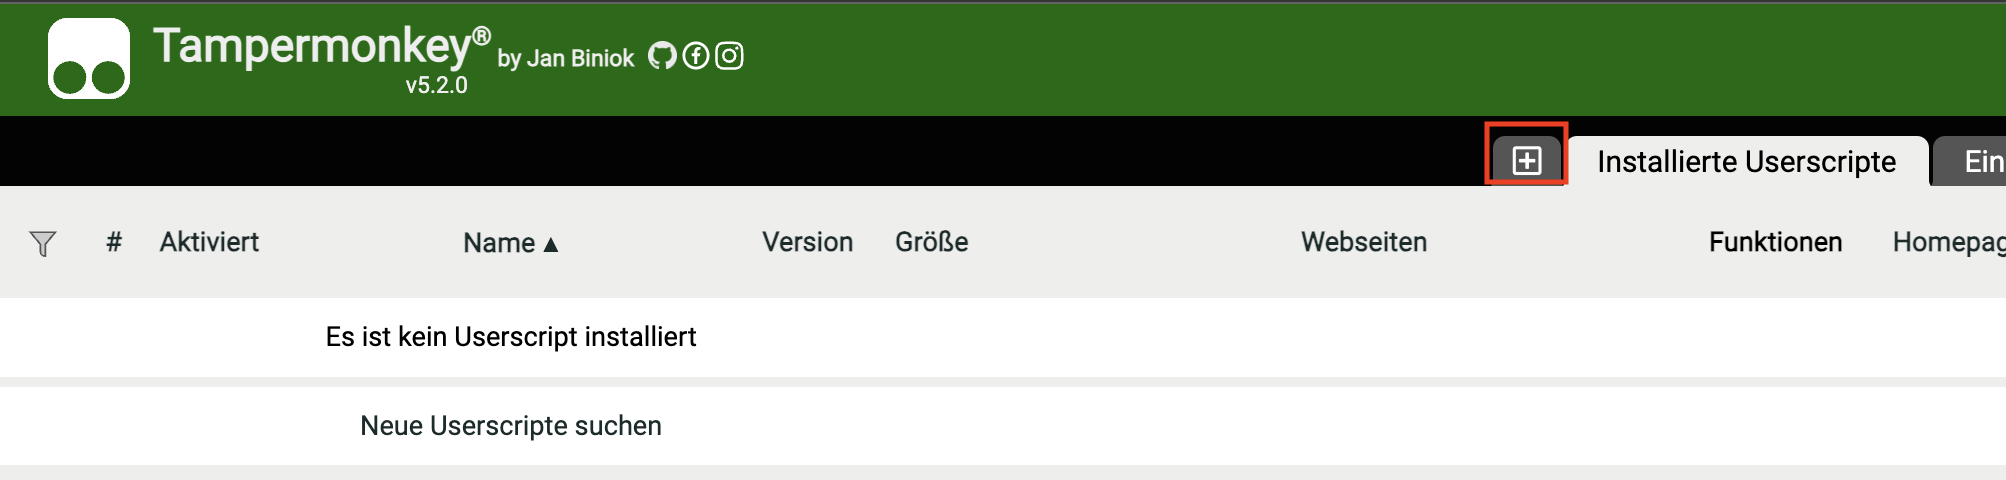 Tampermonkey® by Jan Biniok
v5.2.0
Installierte Userscripte
Ein
# Aktiviert Name ▲ Version Größe Webseiten Funktionen Homepag
Es ist kein Userscript installiert
Neue Userscripte suchen